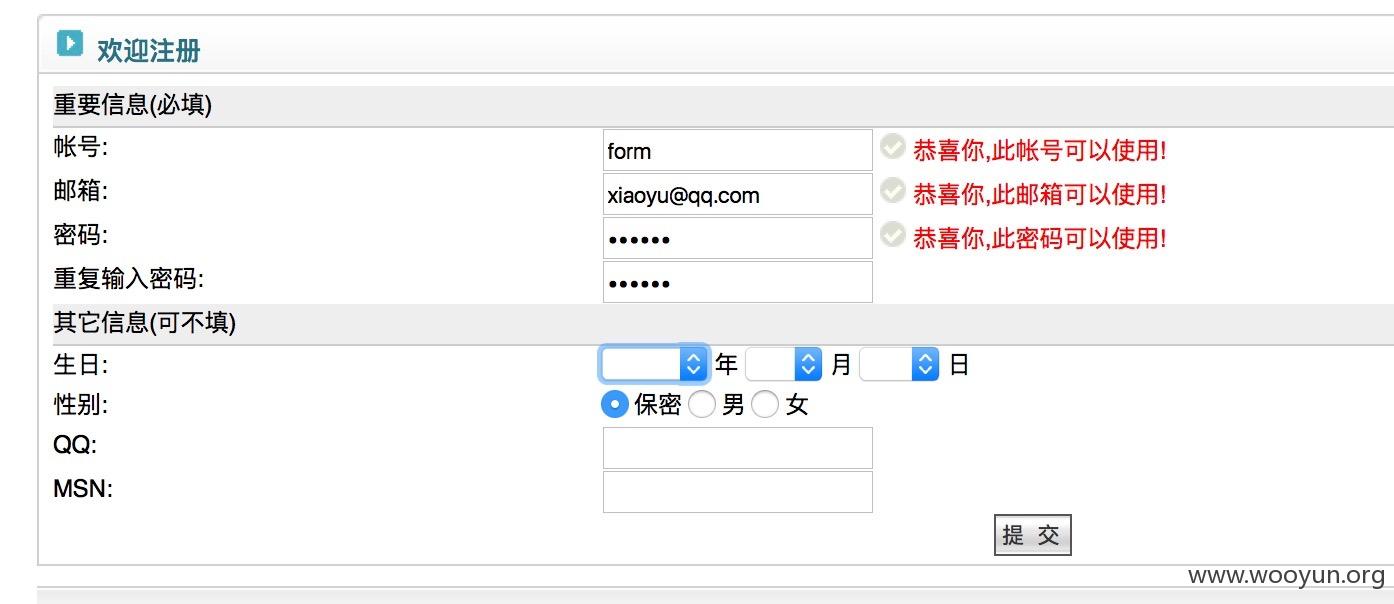 欢迎注册
重要信息(必填)
帐号: form 恭喜你,此帐号可以使用!
邮箱: xiaoyu@qq.com 恭喜你,此邮箱可以使用!
密码: •••••• 恭喜你,此密码可以使用!
重复输入密码: ••••••
其它信息(可不填)
生日: 年 月 日
性别: 保密 男 女
QQ:
MSN:
提 交
www.wooyun.org